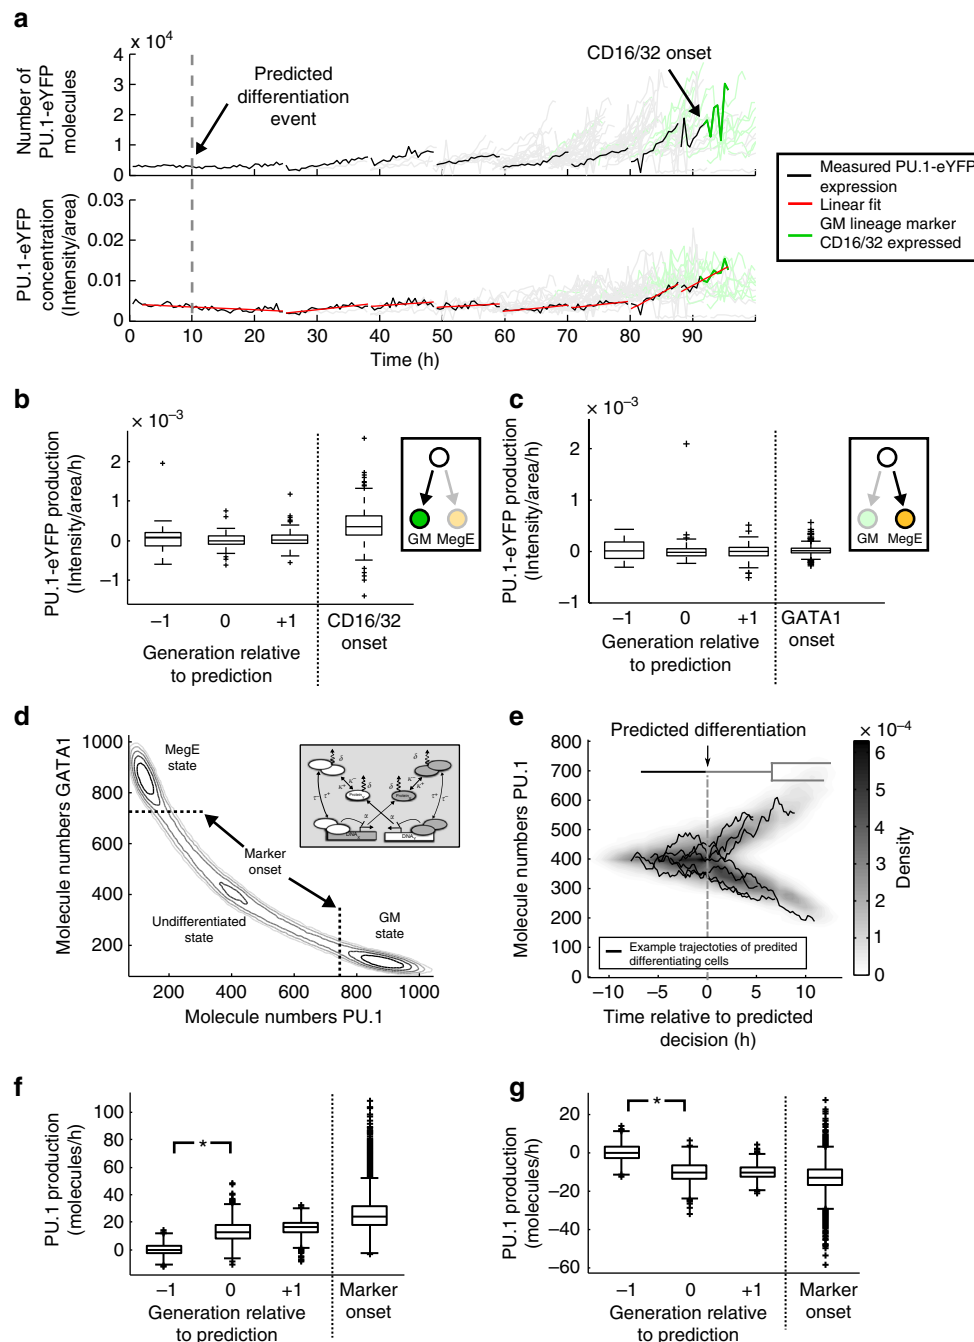 a
x 10⁴
Number of
PU.1-eYFP
molecules
4
3
2
1
0
Predicted
differentiation
event
CD16/32 onset
Measured PU.1-eYFP
expression
Linear fit
GM lineage marker
CD16/32 expressed
PU.1-eYFP
concentration
(Intensity/area)
0.03
0.02
0.01
0
0 10 20 30 40 50 60 70 80 90
Time (h)
b
× 10⁻³
PU.1-eYFP production
(Intensity/area/h)
2
1
0
−1
−1 0 +1 CD16/32
onset
Generation relative
to prediction
GM MegE
c
× 10⁻³
PU.1-eYFP production
(Intensity/area/h)
2
1
0
−1
−1 0 +1 GATA1
onset
Generation relative
to prediction
GM MegE
d
Molecule numbers GATA1
1000
800
600
400
200
MegE
state
Marker
onset
Undifferentiated
state
GM
state
200 400 600 800 1000
Molecule numbers PU.1
e
Predicted differentiation
× 10⁻⁴
Molecule numbers PU.1
800
700
600
500
400
300
200
100
0
Example trajectoties of predited
differentiating cells
−10 −5 0 5 10
Time relative to predicted
decision (h)
6
5
4
3
2
1
0
Density
f
PU.1 production
(molecules/h)
100
80
60
40
20
0
*
−1 0 +1 Marker
onset
Generation relative
to prediction
g
PU.1 production
(molecules/h)
20
0
−20
−40
−60
*
−1 0 +1 Marker
onset
Generation relative
to prediction